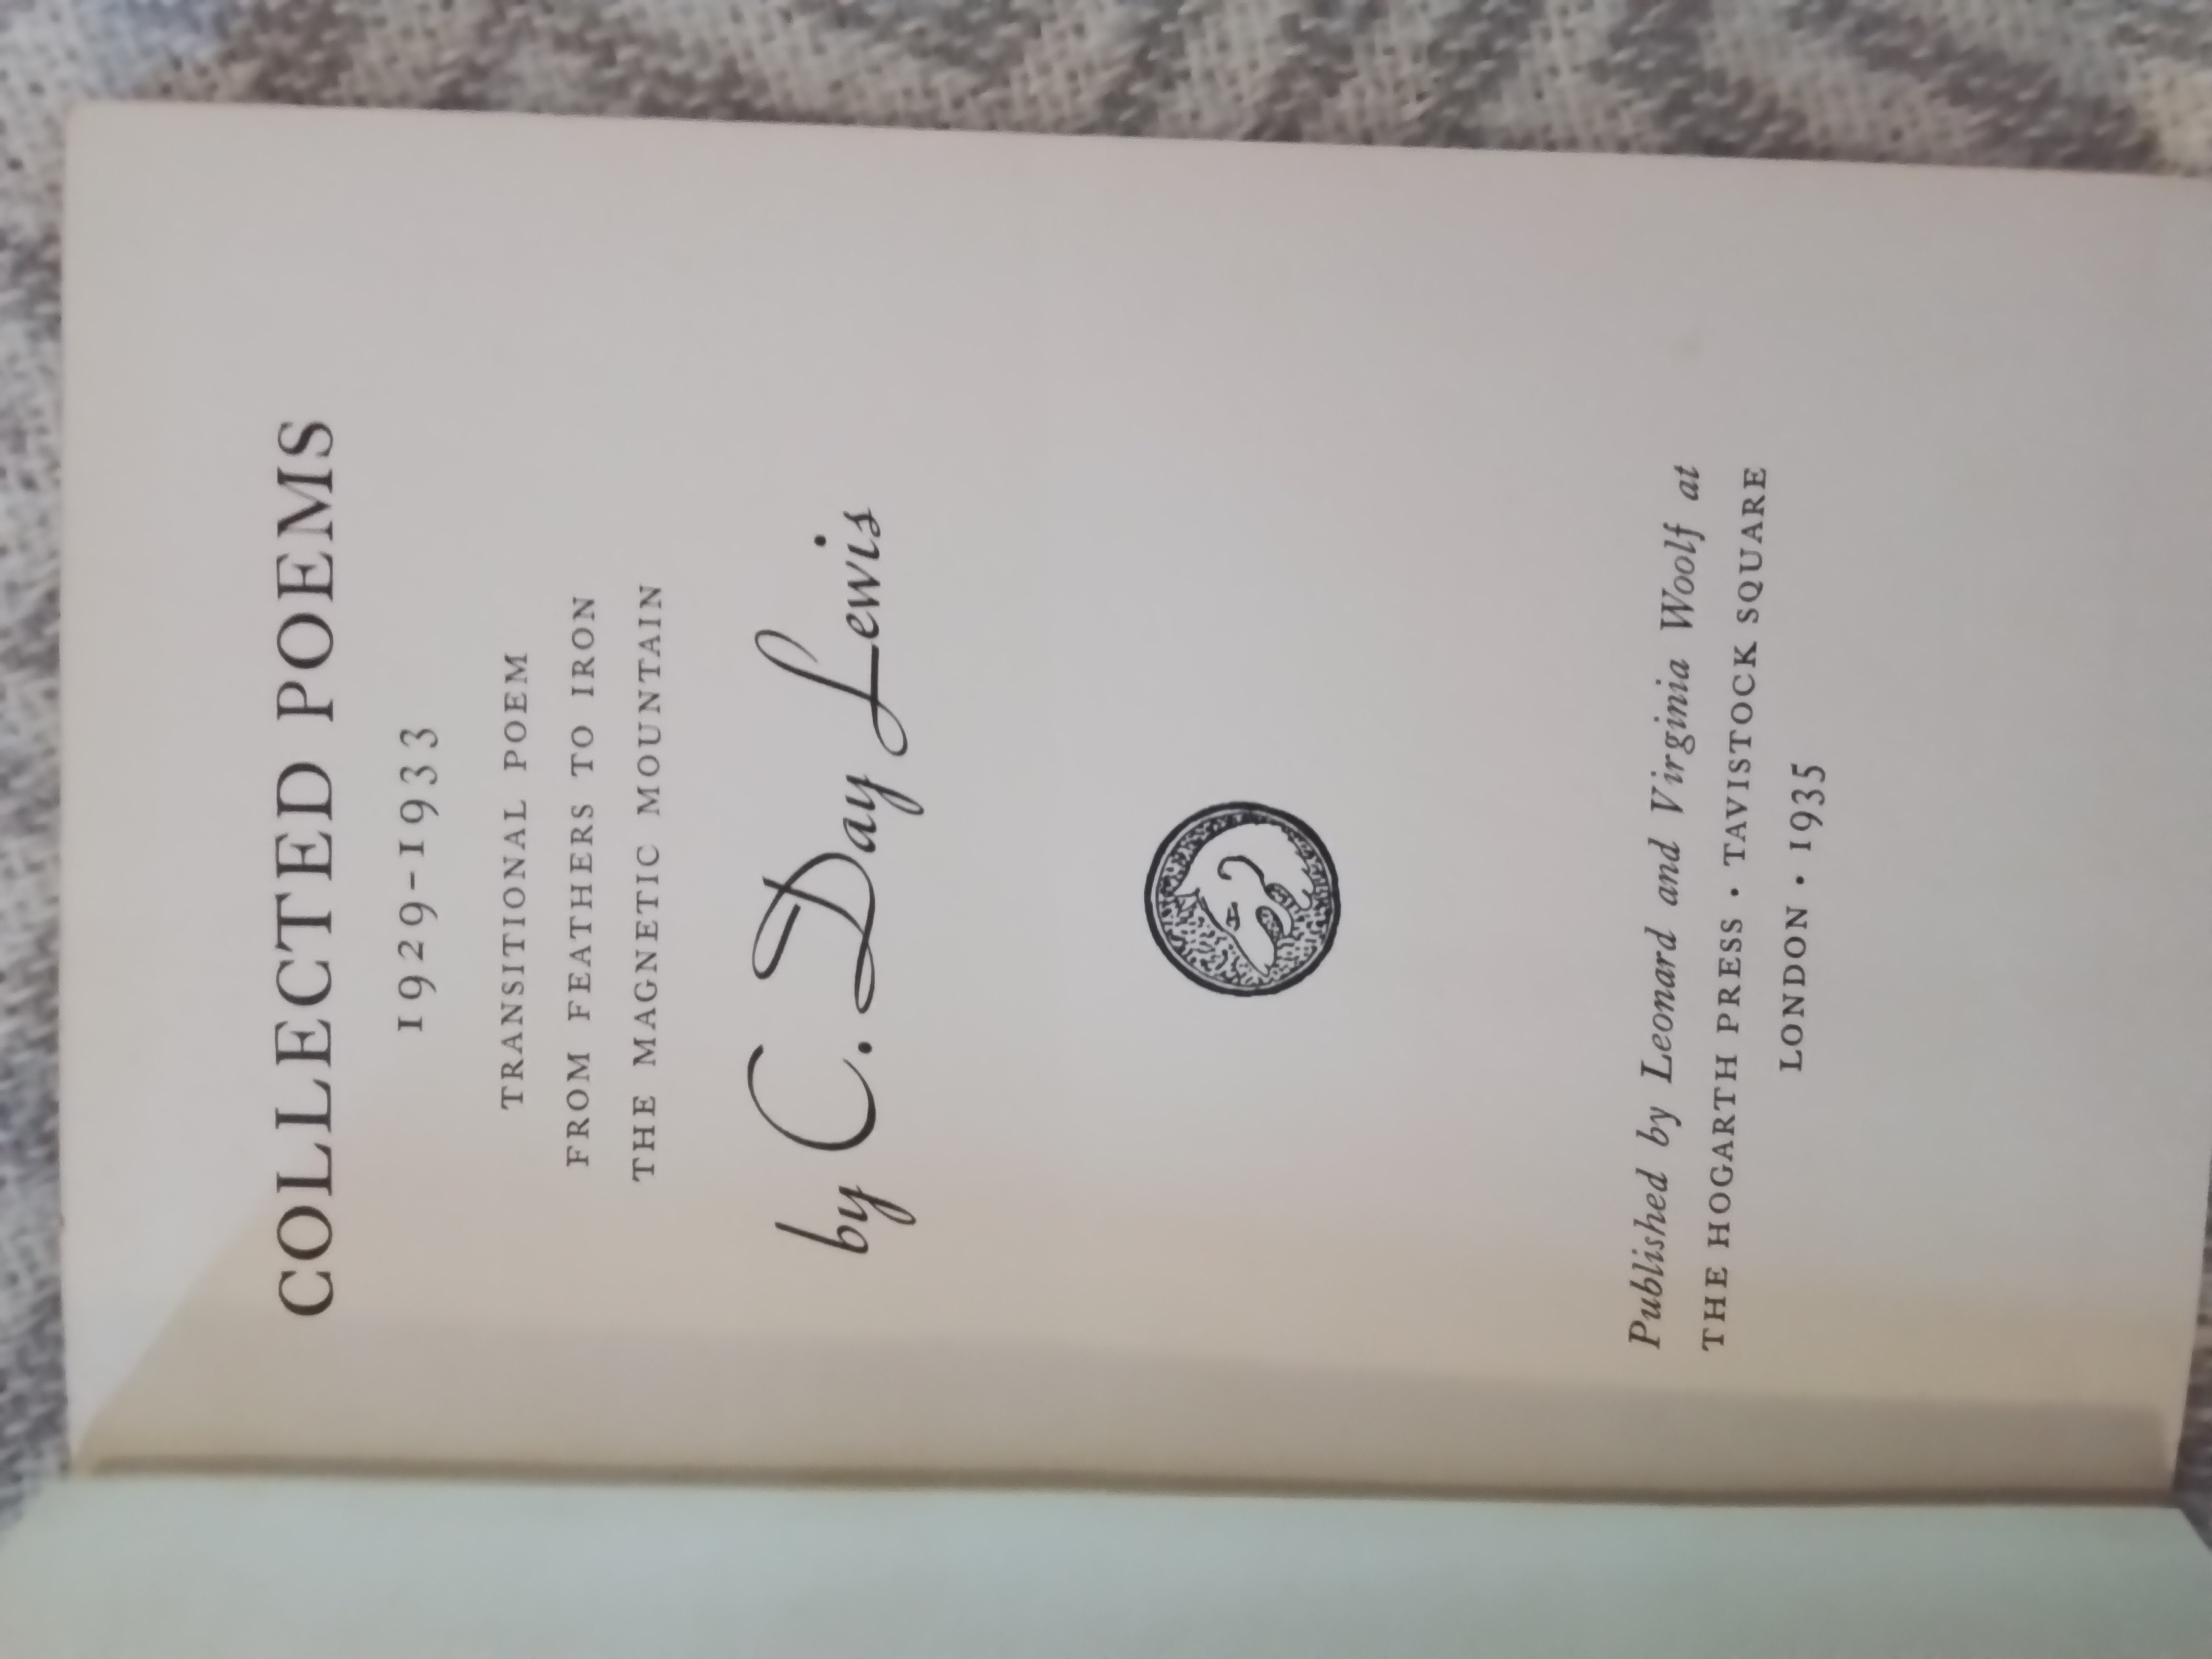 COLLECTED POEMS
1929-1933
TRANSITIONAL POEM
FROM FEATHERS TO IRON
THE MAGNETIC MOUNTAIN
by C. Day Lewis
Published by Leonard and Virginia Woolf at
THE HOGARTH PRESS · TAVISTOCK SQUARE
LONDON · 1935